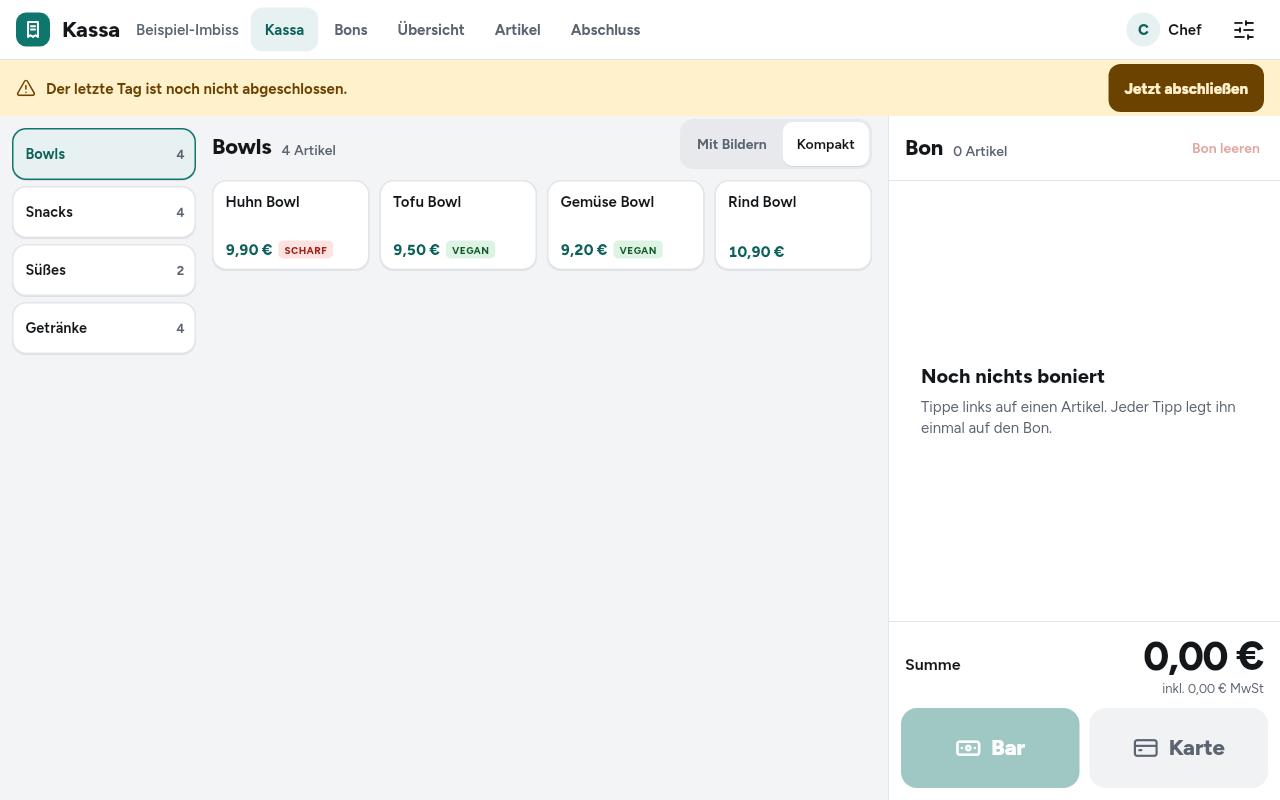 Kassa Beispiel-Imbiss Kassa Bons Übersicht Artikel Abschluss C Chef
Der letzte Tag ist noch nicht abgeschlossen. Jetzt abschließen
Bowls 4
Snacks 4
Süßes 2
Getränke 4
Bowls 4 Artikel Mit Bildern Kompakt
Huhn Bowl
9,90 € SCHARF
Tofu Bowl
9,50 € VEGAN
Gemüse Bowl
9,20 € VEGAN
Rind Bowl
10,90 €
Bon 0 Artikel Bon leeren
Noch nichts boniert
Tippe links auf einen Artikel. Jeder Tipp legt ihn
einmal auf den Bon.
Summe 0,00 €
inkl. 0,00 € MwSt
Bar Karte